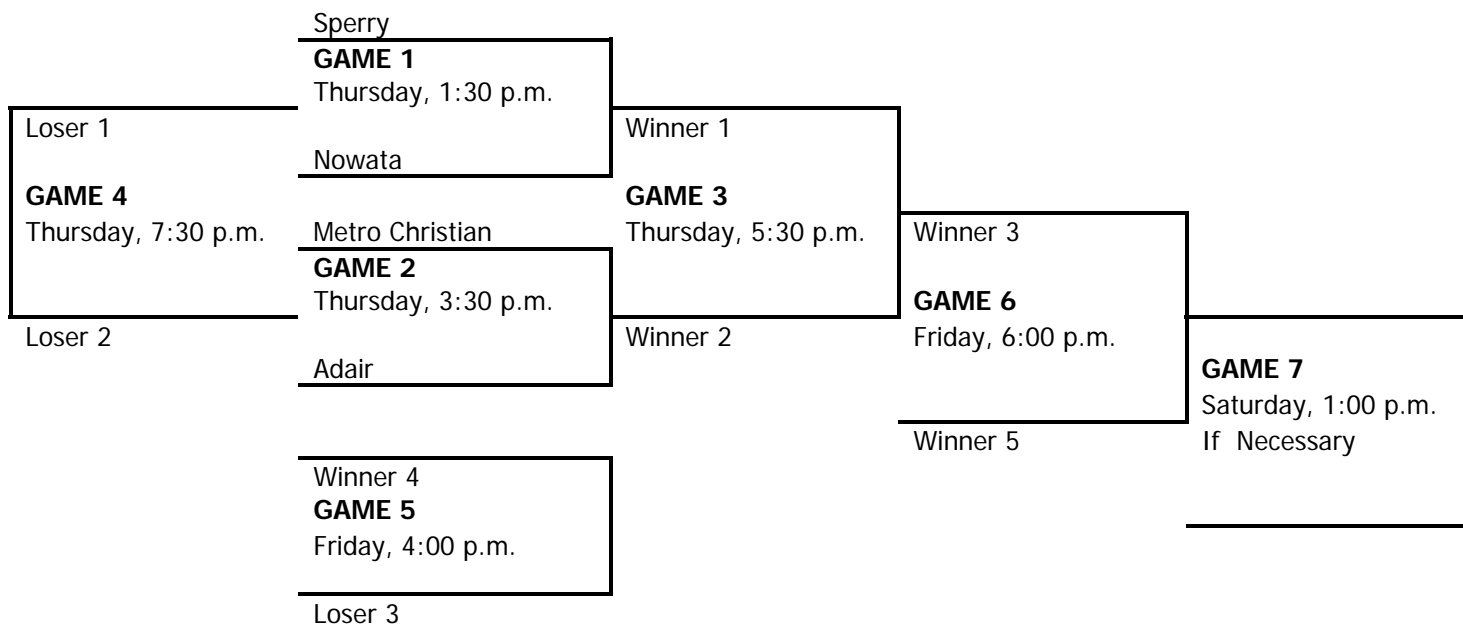 Sperry
GAME 1
Thursday, 1:30 p.m.
Nowata
Loser 1
GAME 4
Thursday, 7:30 p.m.
Loser 2
Metro Christian
GAME 2
Thursday, 3:30 p.m.
Adair
Winner 1
GAME 3
Thursday, 5:30 p.m.
Winner 2
Winner 3
GAME 6
Friday, 6:00 p.m.
Winner 5
GAME 7
Saturday, 1:00 p.m.
If Necessary
Winner 4
GAME 5
Friday, 4:00 p.m.
Loser 3